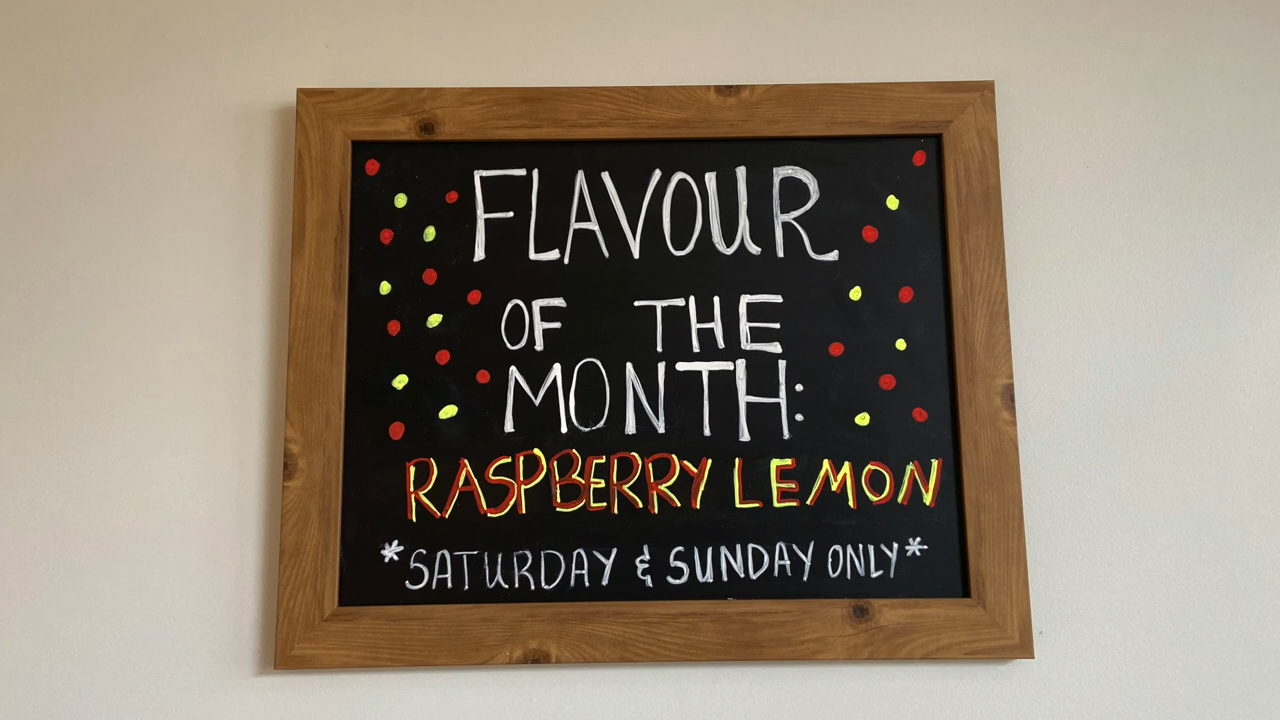 FLAVOUR
OF THE
MONTH:
RASPBERRY LEMON
*SATURDAY & SUNDAY ONLY*